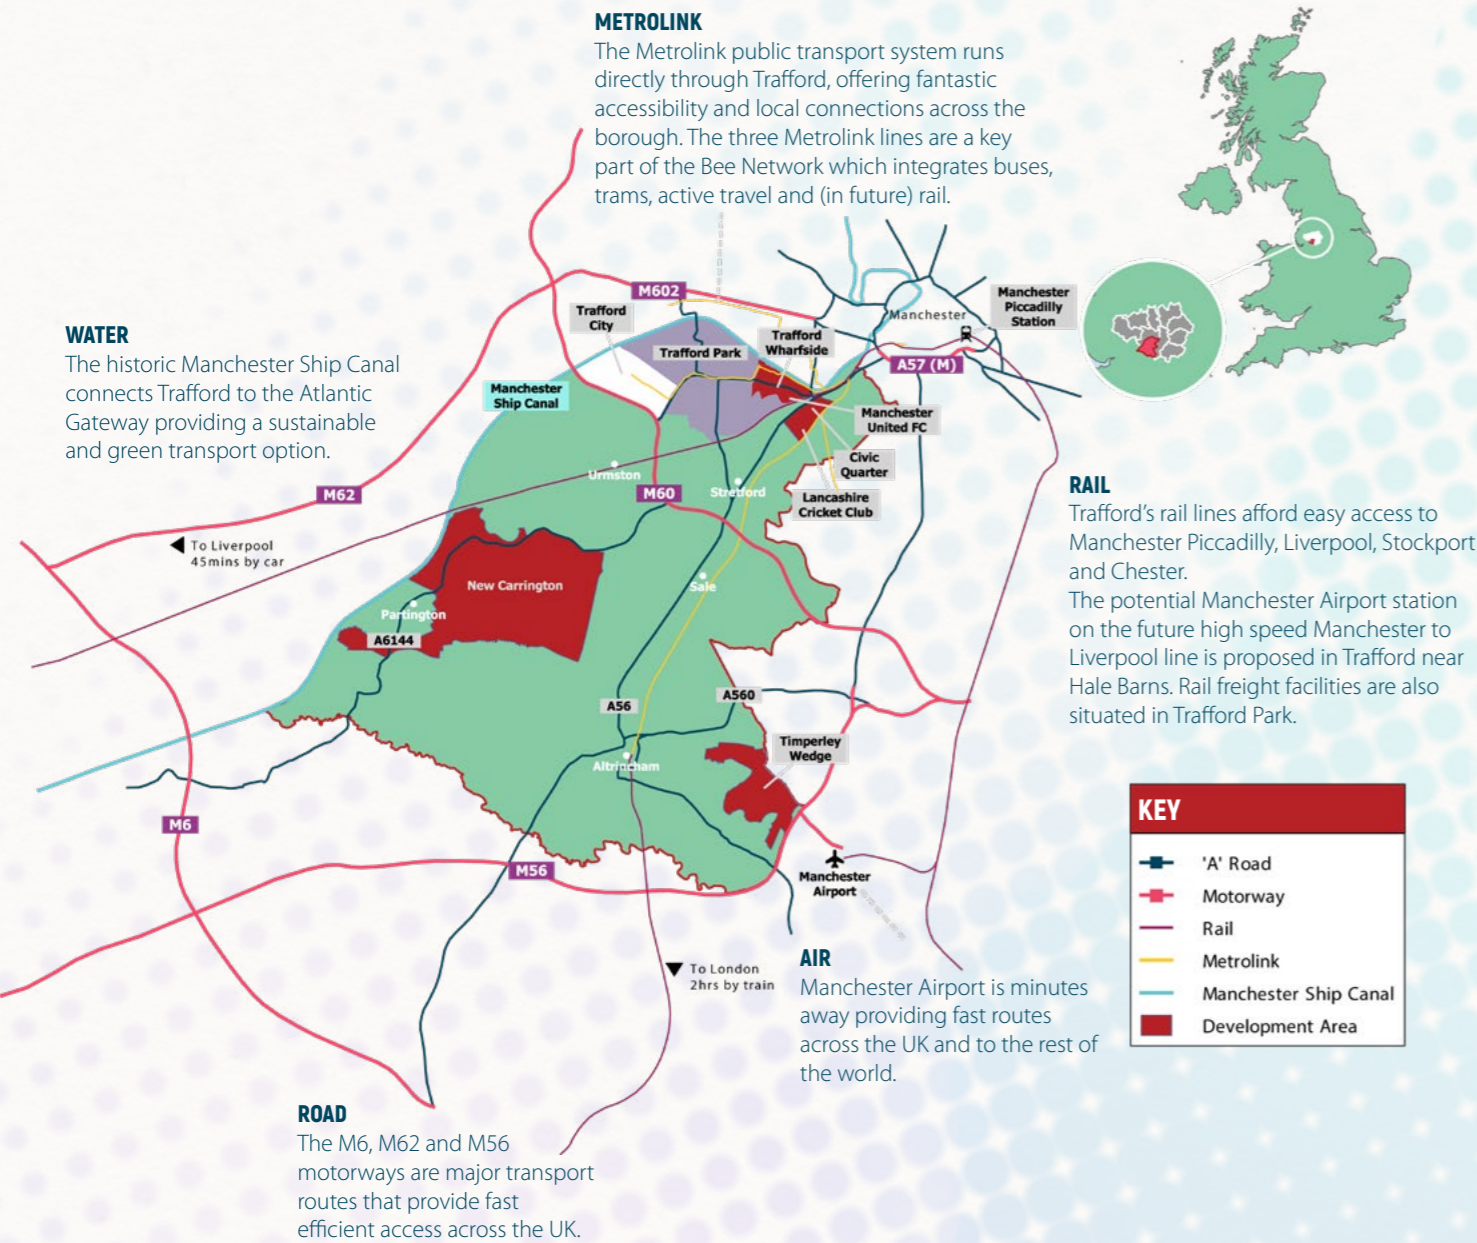 METROLINK
The Metrolink public transport system runs
directly through Trafford, offering fantastic
accessibility and local connections across the
borough. The three Metrolink lines are a key
part of the Bee Network which integrates buses,
trams, active travel and (in future) rail.
WATER
The historic Manchester Ship Canal
connects Trafford to the Atlantic
Gateway providing a sustainable
and green transport option.
M602
Trafford
City
Trafford Park
Trafford
Wharfside
Manchester
Manchester
Piccadilly
Station
A57 (M)
Manchester
Ship Canal
Manchester
United FC
Civic
Quarter
Lancashire
Cricket Club
Urmston
M60
Stretford
M62
To Liverpool
45mins by car
New Carrington
Sale
Partington
A6144
A56
A560
Timperley
Wedge
Altrincham
M6
M56
Manchester
Airport
To London
2hrs by train
RAIL
Trafford's rail lines afford easy access to
Manchester Piccadilly, Liverpool, Stockport
and Chester.
The potential Manchester Airport station
on the future high speed Manchester to
Liverpool line is proposed in Trafford near
Hale Barns. Rail freight facilities are also
situated in Trafford Park.
KEY
'A' Road
Motorway
Rail
Metrolink
Manchester Ship Canal
Development Area
AIR
Manchester Airport is minutes
away providing fast routes
across the UK and to the rest of
the world.
ROAD
The M6, M62 and M56
motorways are major transport
routes that provide fast
efficient access across the UK.